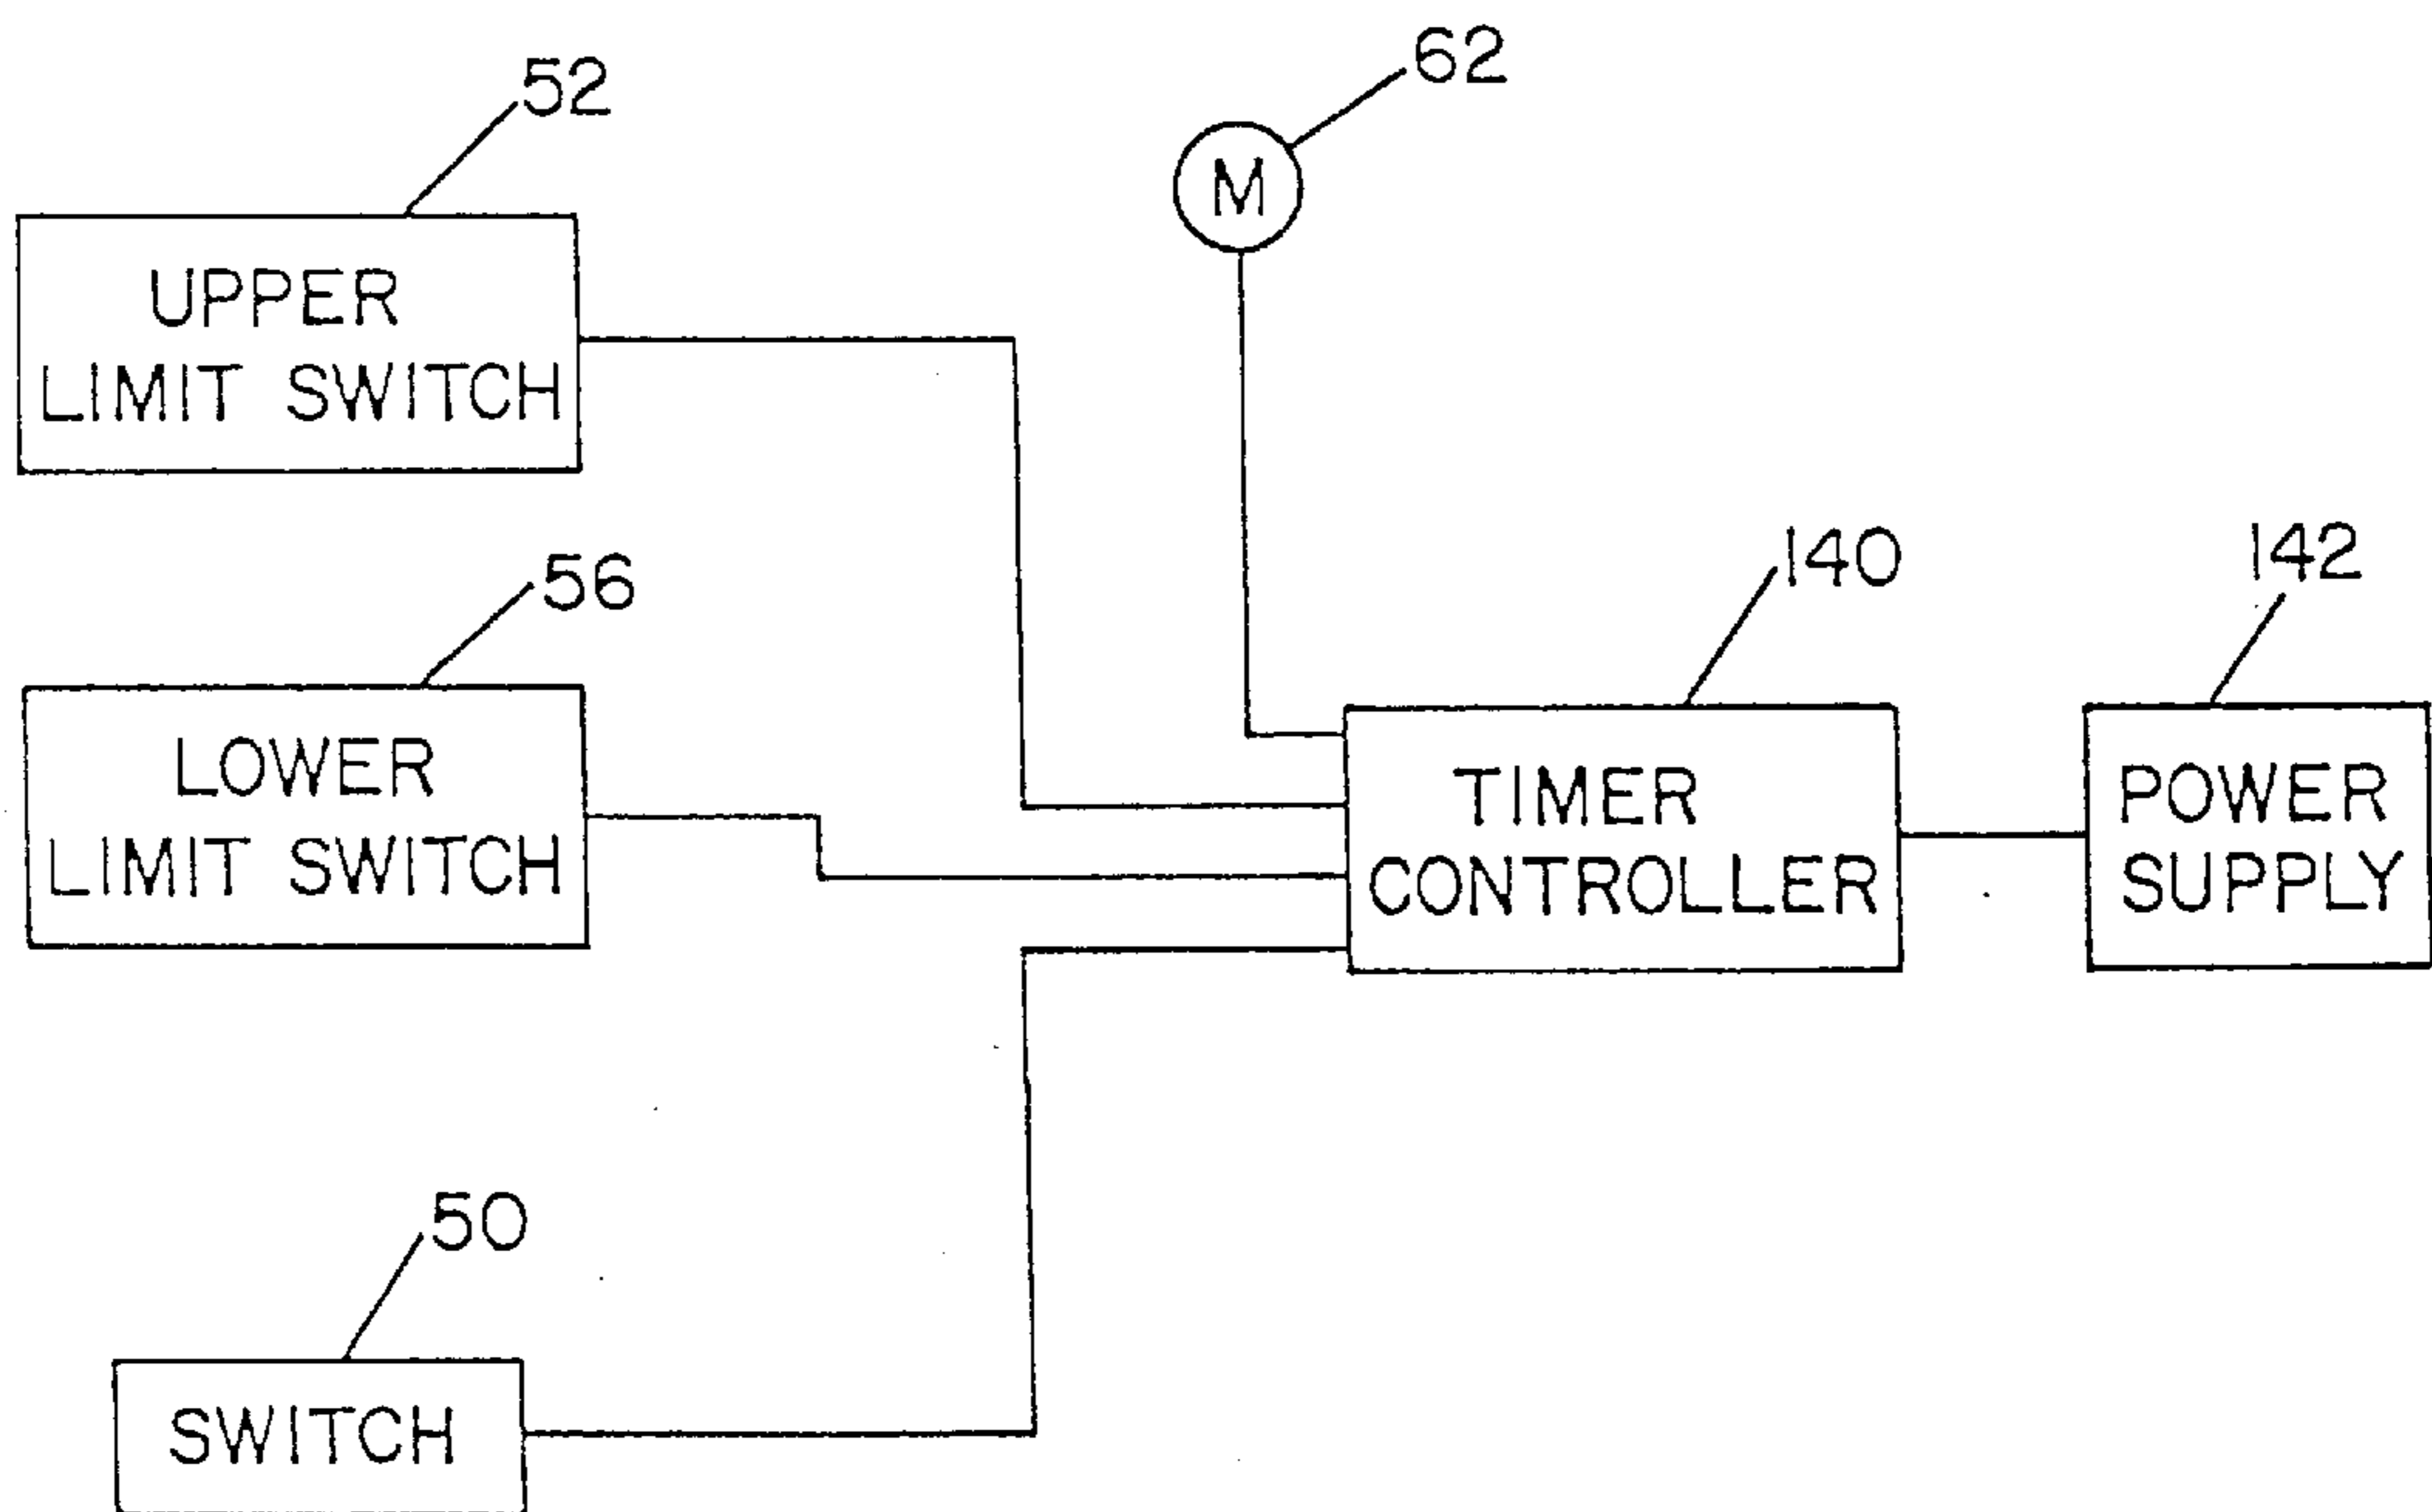 52
62
M
UPPER
LIMIT SWITCH
56
140
142
LOWER
LIMIT SWITCH
TIMER
CONTROLLER
POWER
SUPPLY
50
SWITCH